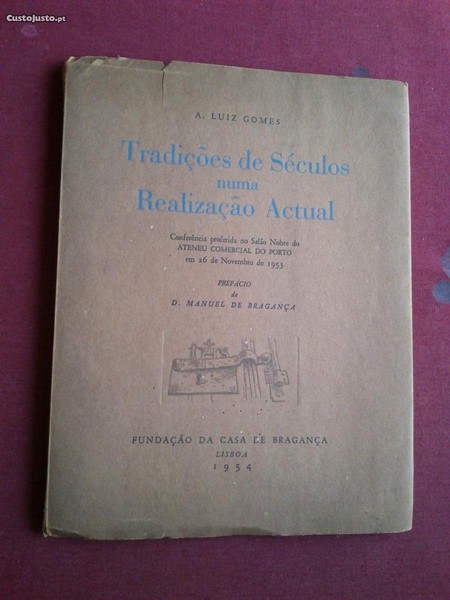 CustoJusto.pt
A. LUIZ GOMES
Tradições de Séculos
numa
Realização Actual
Conferência proferida no Salão Nobre do
ATENEU COMERCIAL DO PORTO
em 26 de Novembro de 1953
PREFÁCIO
de
D. MANUEL DE BRAGANÇA
FUNDAÇÃO DA CASA DE BRAGANÇA
LISBOA
1954